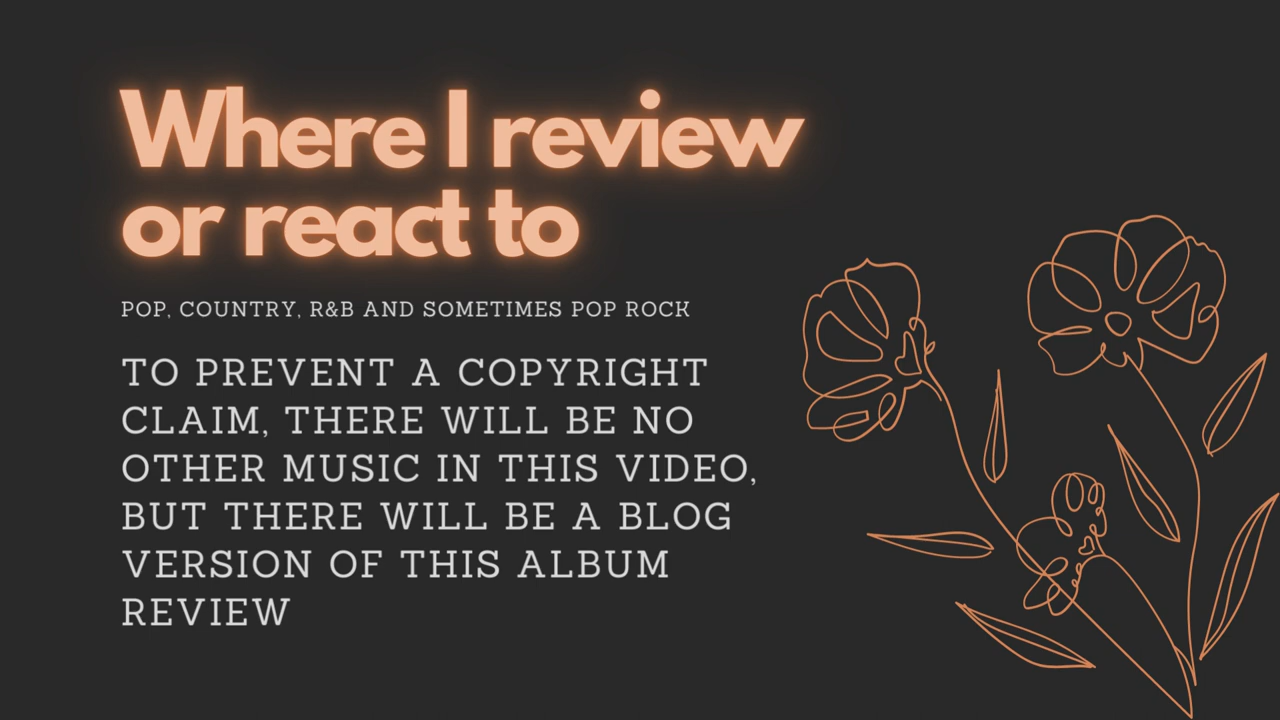 Where I review
or react to
POP, COUNTRY, R&B AND SOMETIMES POP ROCK
TO PREVENT A COPYRIGHT
CLAIM, THERE WILL BE NO
OTHER MUSIC IN THIS VIDEO,
BUT THERE WILL BE A BLOG
VERSION OF THIS ALBUM
REVIEW